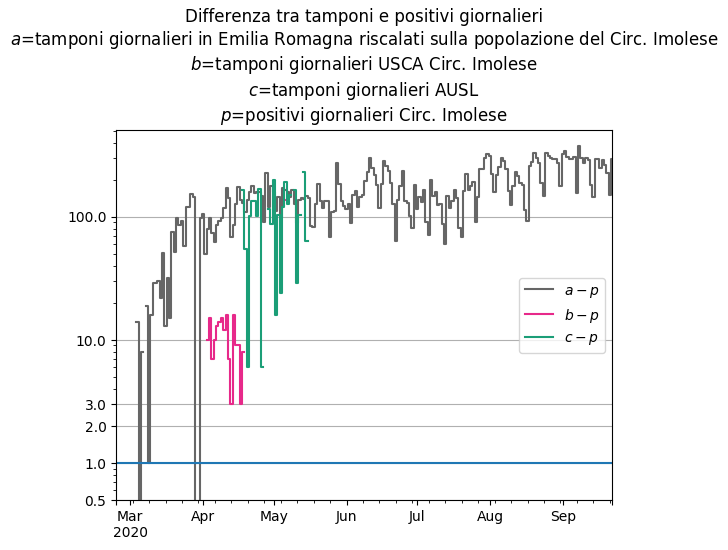 Differenza tra tamponi e positivi giornalieri
a=tamponi giornalieri in Emilia Romagna riscalati sulla popolazione del Circ. Imolese
b=tamponi giornalieri USCA Circ. Imolese
c=tamponi giornalieri AUSL
p=positivi giornalieri Circ. Imolese
100.0
10.0
3.0
2.0
1.0
0.5
a − p
b − p
c − p
Mar Apr May Jun Jul Aug Sep
2020